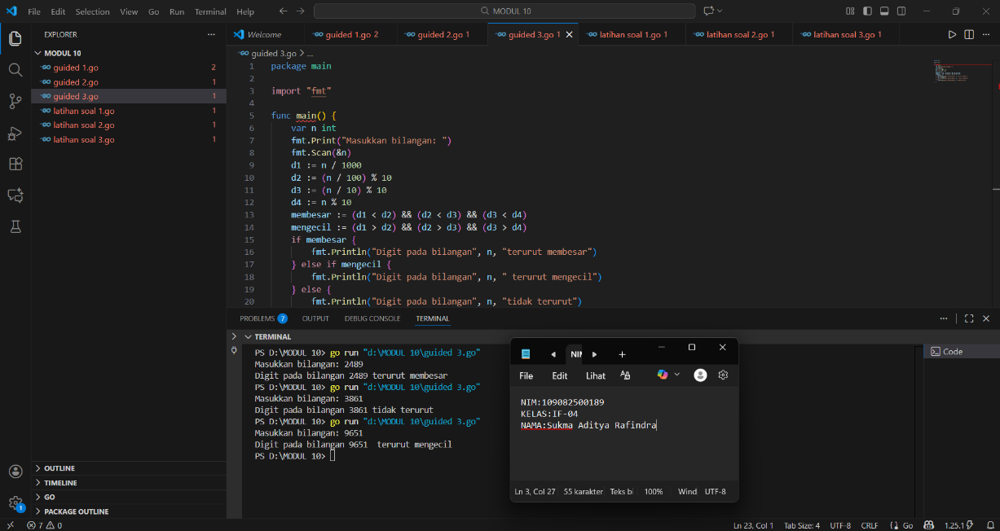 File Edit Selection View Go Run Terminal Help
MODUL 10
EXPLORER
MODUL 10
guided 1.go 2
guided 2.go 1
guided 3.go 1
latihan soal 1.go 1
latihan soal 2.go 1
latihan soal 3.go 1
OUTLINE
TIMELINE
GO
PACKAGE OUTLINE
Welcome guided 1.go 2 guided 2.go 1 guided 3.go 1 latihan soal 1.go 1 latihan soal 2.go 1 latihan soal 3.go 1
guided 3.go > ...
1 package main
2
3 import "fmt"
4
5 func main() {
6 var n int
7 fmt.Print("Masukkan bilangan: ")
8 fmt.Scan(&n)
9 d1 := n / 1000
10 d2 := (n / 100) % 10
11 d3 := (n / 10) % 10
12 d4 := n % 10
13 membesar := (d1 < d2) && (d2 < d3) && (d3 < d4)
14 mengecil := (d1 > d2) && (d2 > d3) && (d3 > d4)
15 if membesar {
16 fmt.Println("Digit pada bilangan", n, "terurut membesar")
17 } else if mengecil {
18 fmt.Println("Digit pada bilangan", n, " terurut mengecil")
19 } else {
20 fmt.Println("Digit pada bilangan", n, "tidak terurut")
PROBLEMS 7 OUTPUT DEBUG CONSOLE TERMINAL
TERMINAL
PS D:\MODUL 10> go run "d:\MODUL 10\guided 3.go"
Masukkan bilangan: 2489
Digit pada bilangan 2489 terurut membesar
PS D:\MODUL 10> go run "d:\MODUL 10\guided 3.go"
Masukkan bilangan: 3861
Digit pada bilangan 3861 tidak terurut
PS D:\MODUL 10> go run "d:\MODUL 10\guided 3.go"
Masukkan bilangan: 9651
Digit pada bilangan 9651  terurut mengecil
PS D:\MODUL 10>
Code
NIM
File Edit Lihat
NIM:109082500189
KELAS:IF-04
NAMA:Sukma Aditya Rafindra
Ln 3, Col 27 55 karakter Teks bi 100% Wind UTF-8
1
7 0
Ln 23, Col 1 Tab Size: 4 UTF-8 CRLF Go 1.25.1